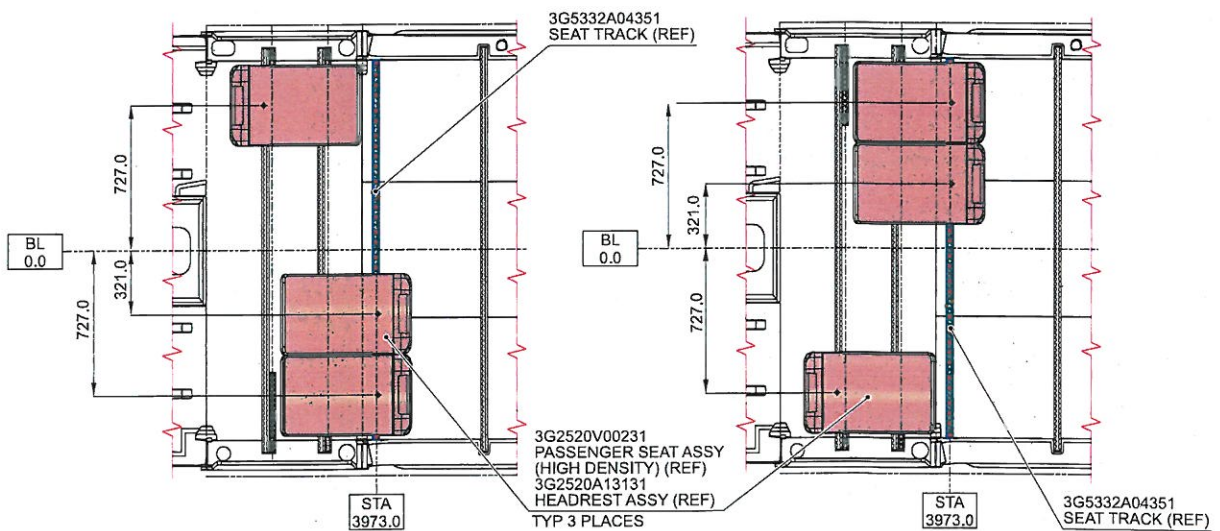 3G5332A04351
SEAT TRACK (REF)
727.0
321.0
727.0
BL
0.0
STA
3973.0
3G2520V00231
PASSENGER SEAT ASSY
(HIGH DENSITY) (REF)
3G2520A13131
HEADREST ASSY (REF)
TYP 3 PLACES
727.0
321.0
727.0
BL
0.0
STA
3973.0
3G5332A04351
SEAT TRACK (REF)